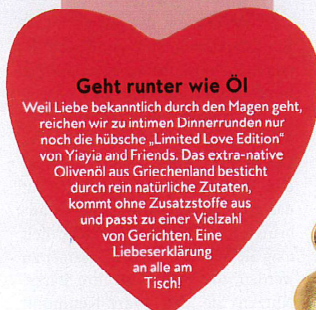 Geht runter wie Öl
Weil Liebe bekanntlich durch den Magen geht,
reichen wir zu intimen Dinnerrunden nur
noch die hübsche „Limited Love Edition“
von Yiayia and Friends. Das extra-native
Olivenöl aus Griechenland besticht
durch rein natürliche Zutaten,
kommt ohne Zusatzstoffe aus
und passt zu einer Vielzahl
von Gerichten. Eine
Liebeserklärung
an alle am
Tisch!